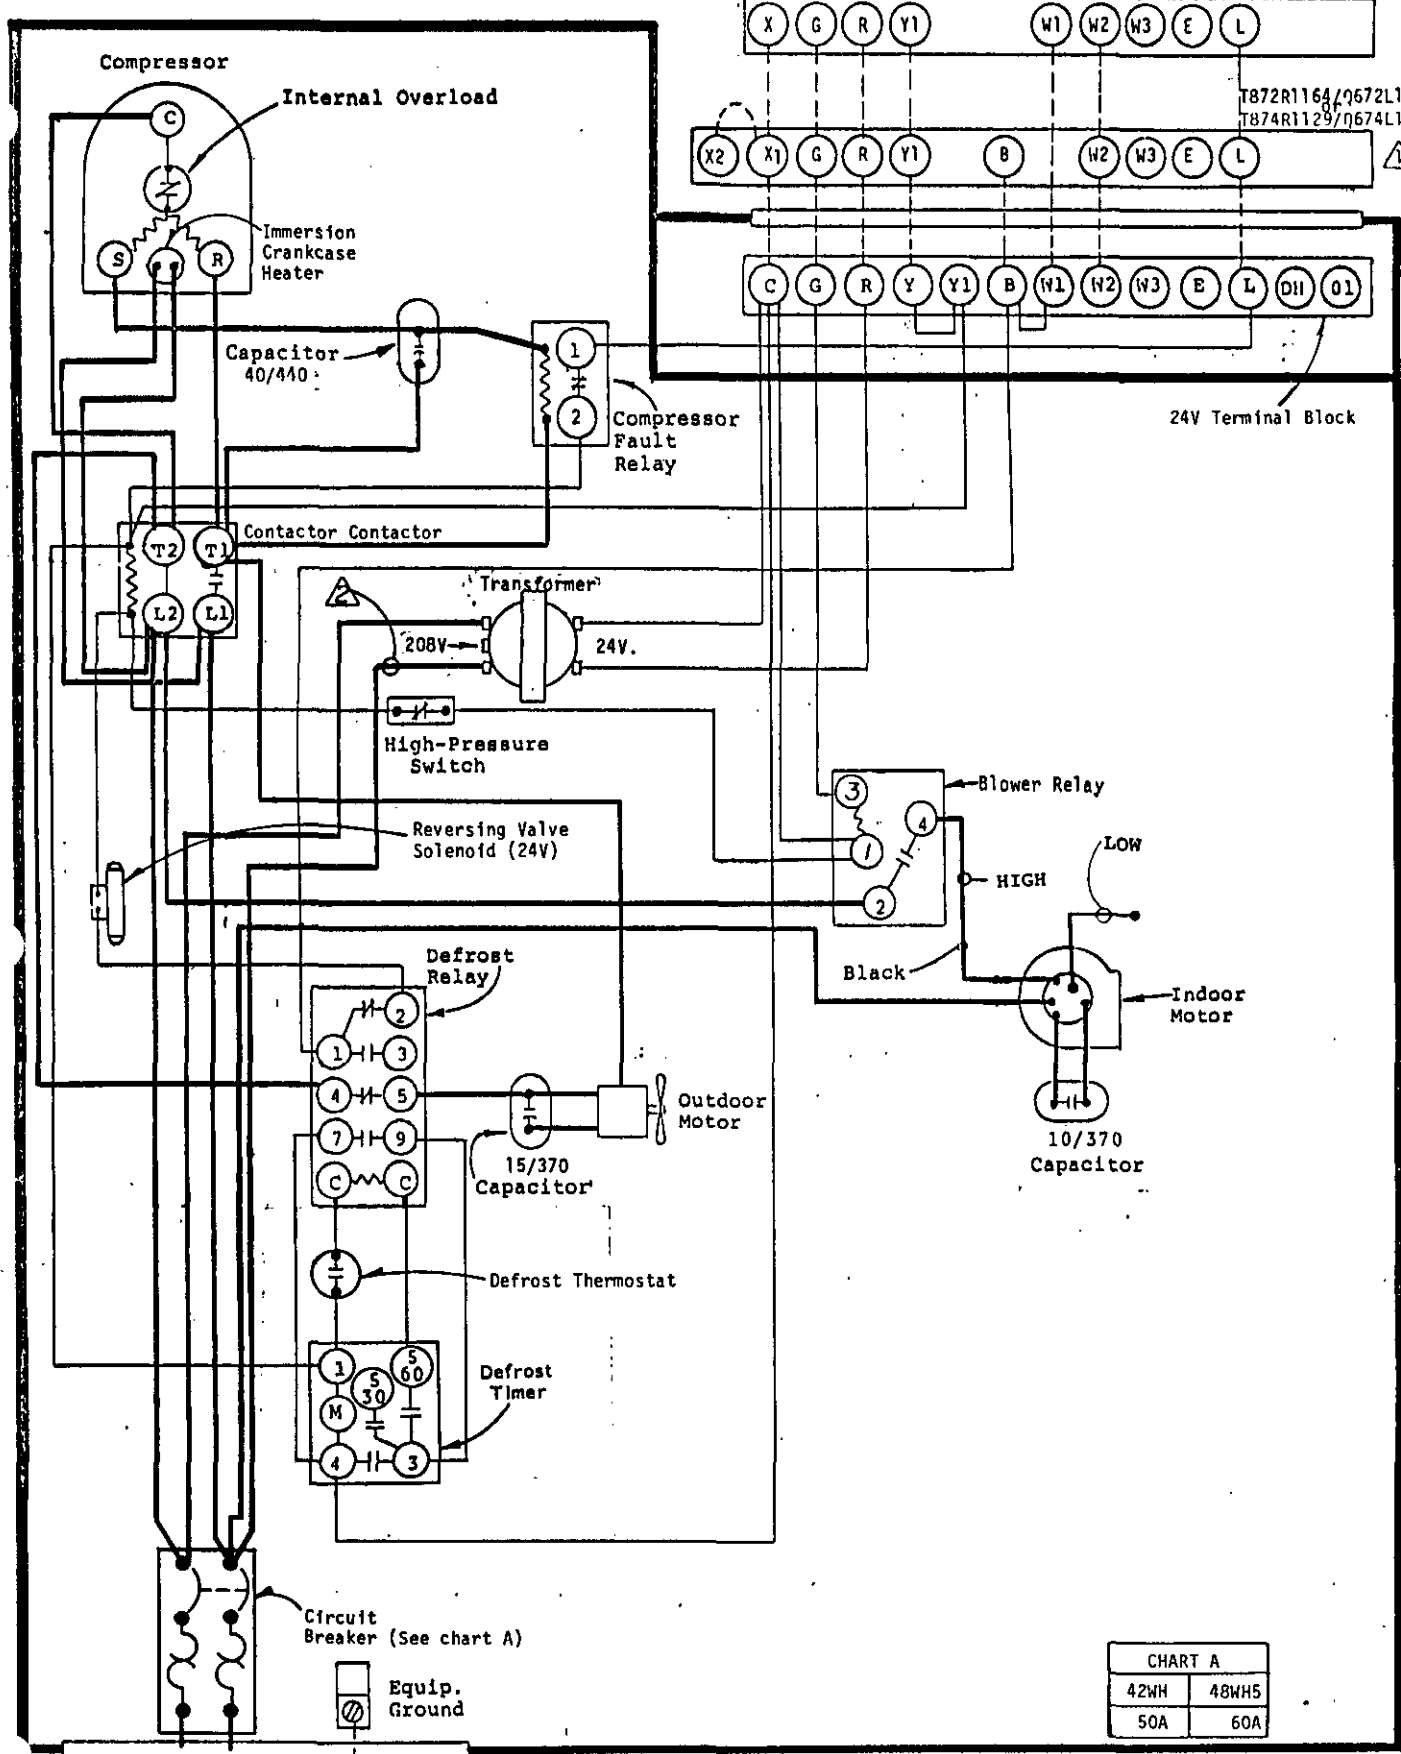 X G R Y1 W1 W2 W3 E L
T872R1164/Q672L1
or
T874R1129/Q674L1
X2 X1 G R Y1 B W2 W3 E L
C G R Y Y1 B W1 W2 W3 E L DH O1
24V Terminal Block
Compressor
Internal Overload
C
S
R
Immersion
Crankcase
Heater
Capacitor
40/440
1
2
Compressor
Fault
Relay
Contactor Contactor
T2 T1
L2 L1
2
Transformer
208V
24V.
High-Pressure
Switch
Reversing Valve
Solenoid (24V)
Blower Relay
3
4
1
2
HIGH
LOW
Black
Indoor
Motor
10/370
Capacitor
Defrost
Relay
2
1 3
4 5
7 9
C C
15/370
Capacitor
Outdoor
Motor
Defrost Thermostat
Defrost
Timer
1
S
30
S
60
M
4 3
Circuit
Breaker (See chart A)
Equip.
Ground
CHART A
42WH 48WH5
50A 60A